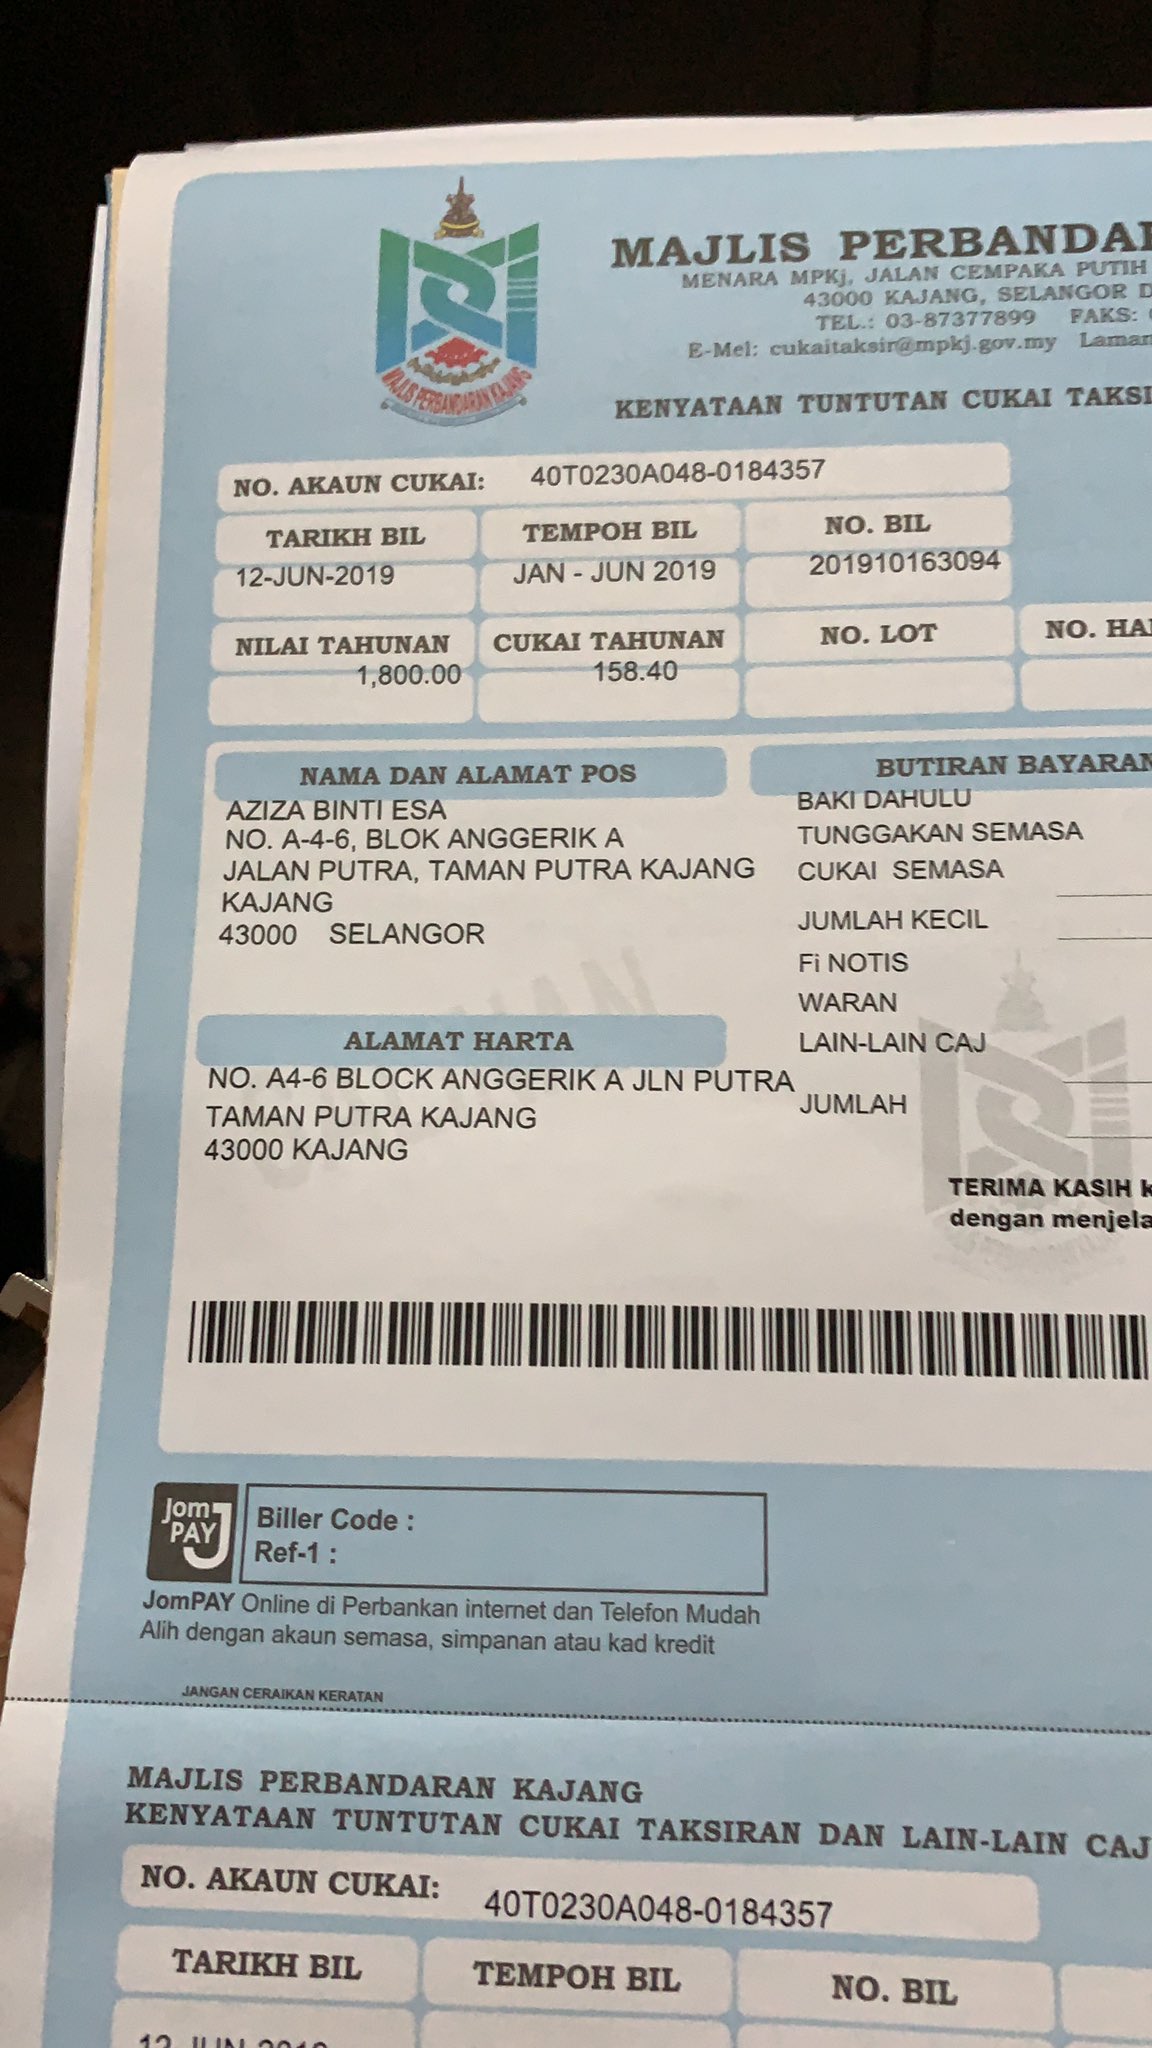 MAJLIS PERBANDARAN KAJANG
MAJLIS
MENARA MPKj, JALAN CEMPAKA PUTIH
43000 KAJANG, SELANGOR
TEL.: 03-87377899 FAKS:
E-Mel: cukaitaksir@mpkj.gov.my
KENYATAAN TUNTUTAN CUKAI
NO. AKAUN CUKAI: 40T0230A048-0184357
TARIKH BIL TEMPOH BIL NO. BIL
12-JUN-2019 JAN - JUN 2019 201910163094
NILAI TAHUNAN CUKAI TAHUNAN NO. LOT NO.
1,800.00 158.40
NAMA DAN ALAMAT POS
AZIZA BINTI ESA
NO. A-4-6, BLOK ANGGERIK A
JALAN PUTRA, TAMAN PUTRA KAJANG
KAJANG
43000 SELANGOR
ALAMAT HARTA
NO. A4-6 BLOCK ANGGERIK A JLN PUTRA
TAMAN PUTRA KAJANG
43000 KAJANG
BUTIRAN
BAKI DAHULU
TUNGGAKAN SEMASA
CUKAI SEMASA
JUMLAH KECIL
Fi NOTIS
WARAN
LAIN-LAIN CAJ
JUMLAH
TERIMA KASIH
dengan
Jom
PAY
Biller Code :
Ref-1 :
JomPAY Online di Perbankan internet dan Telefon Mudah
Alih dengan akaun semasa, simpanan atau kad kredit
JANGAN CERAIKAN KERATAN
MAJLIS PERBANDARAN KAJANG
KENYATAAN TUNTUTAN CUKAI TAKSIRAN DAN LAIN-LAIN CAJ
NO. AKAUN CUKAI: 40T0230A048-0184357
TARIKH BIL TEMPOH BIL NO. BIL